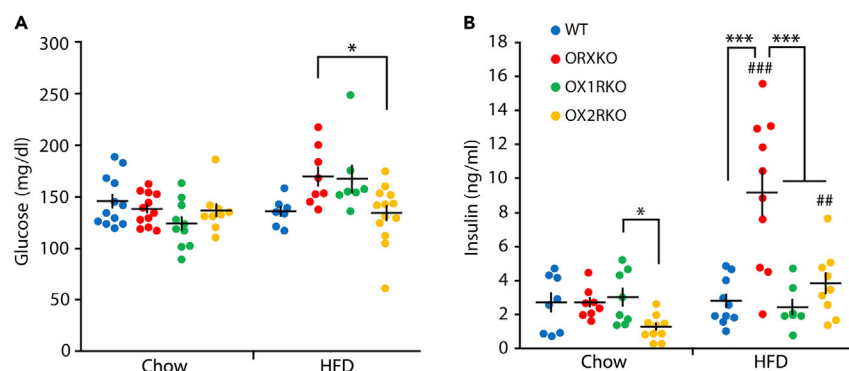 A
Glucose (mg/dl)
300
250
200
150
100
50
0
Chow
HFD
*
B
Insulin (ng/ml)
18
16
14
12
10
8
6
4
2
0
WT
ORXKO
OX1RKO
OX2RKO
*** ***
###
*
##
Chow
HFD